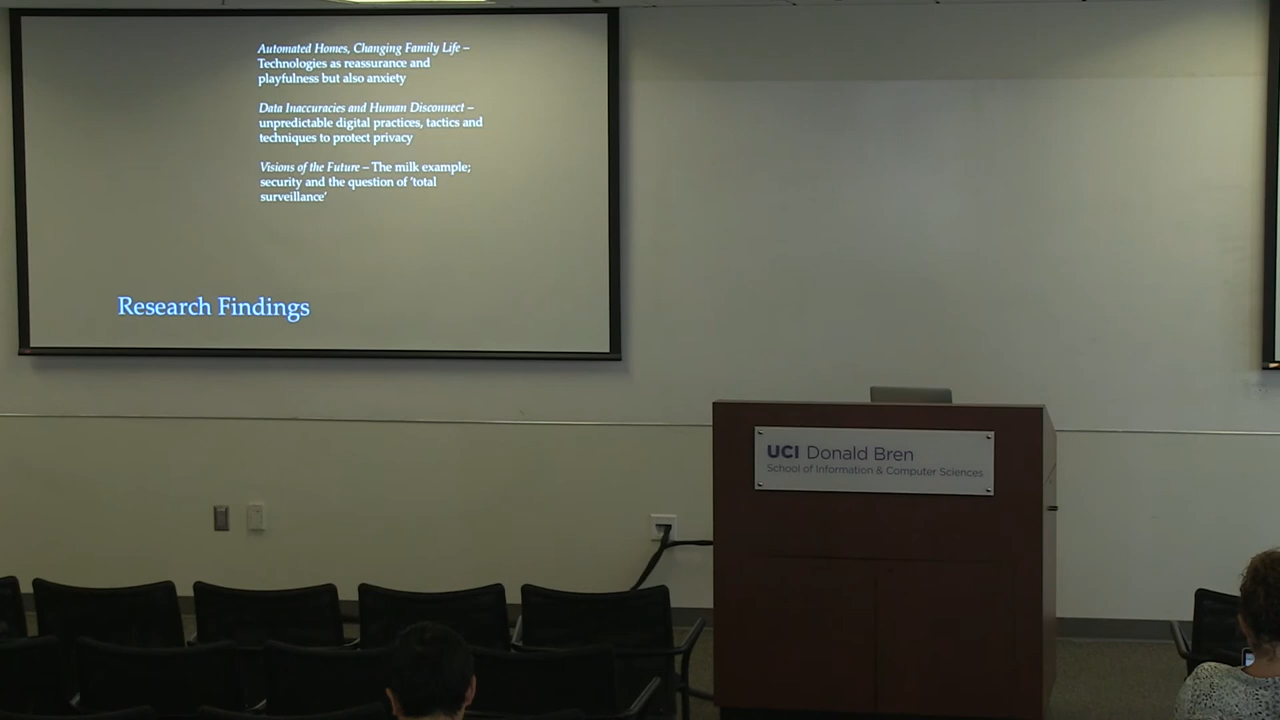 Automated Homes, Changing Family Life –
Technologies as reassurance and
playfulness but also anxiety
Data Inaccuracies and Human Disconnect –
unpredictable digital practices, tactics and
techniques to protect privacy
Visions of the Future – The milk example;
security and the question of 'total
surveillance'
Research Findings
UCI Donald Bren
School of Information & Computer Sciences